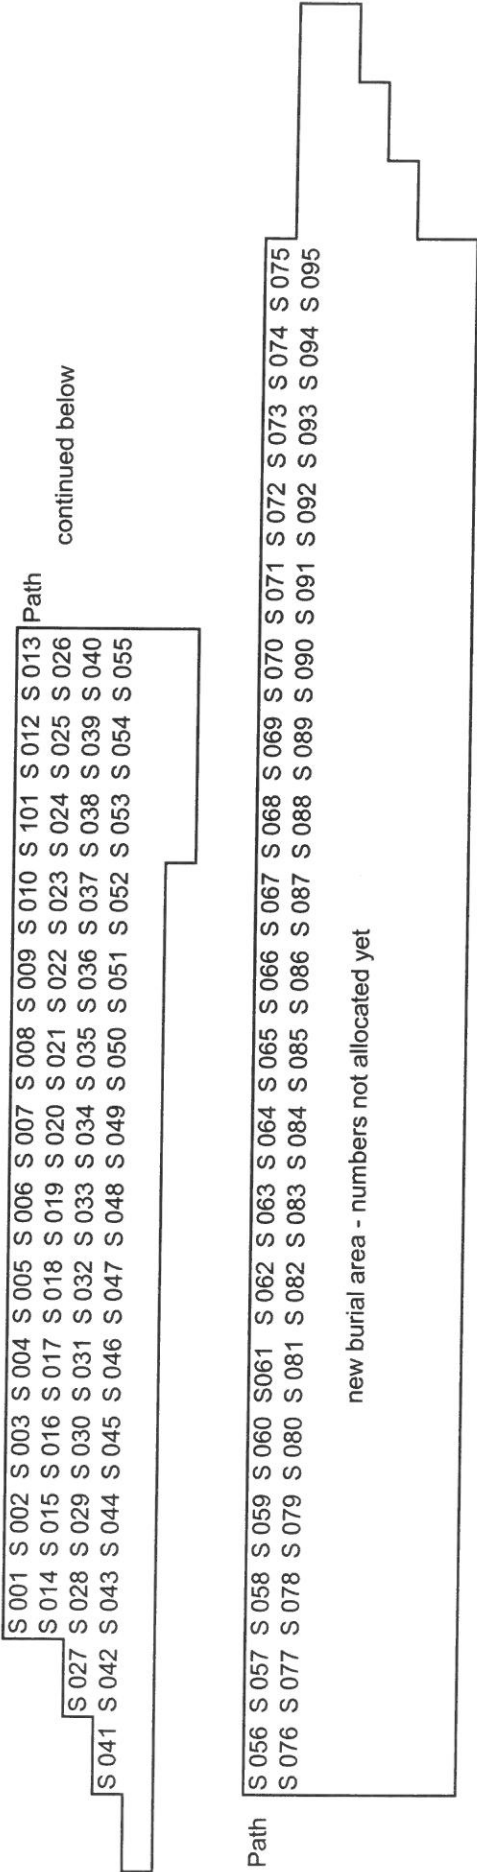 S 001 S 002 S 003 S 004 S 005 S 006 S 007 S 008 S 009 S 010 S 101 S 012 S 013 Path
S 014 S 015 S 016 S 017 S 018 S 019 S 020 S 021 S 022 S 023 S 024 S 025 S 026 continued below
S 027 S 028 S 029 S 030 S 031 S 032 S 033 S 034 S 035 S 036 S 037 S 038 S 039 S 040
S 041 S 042 S 043 S 044 S 045 S 046 S 047 S 048 S 049 S 050 S 051 S 052 S 053 S 054 S 055
Path S 056 S 057 S 058 S 059 S 060 S061 S 062 S 063 S 064 S 065 S 066 S 067 S 068 S 069 S 070 S 071 S 072 S 073 S 074 S 075
S 076 S 077 S 078 S 079 S 080 S 081 S 082 S 083 S 084 S 085 S 086 S 087 S 088 S 089 S 090 S 091 S 092 S 093 S 094 S 095
new burial area - numbers not allocated yet